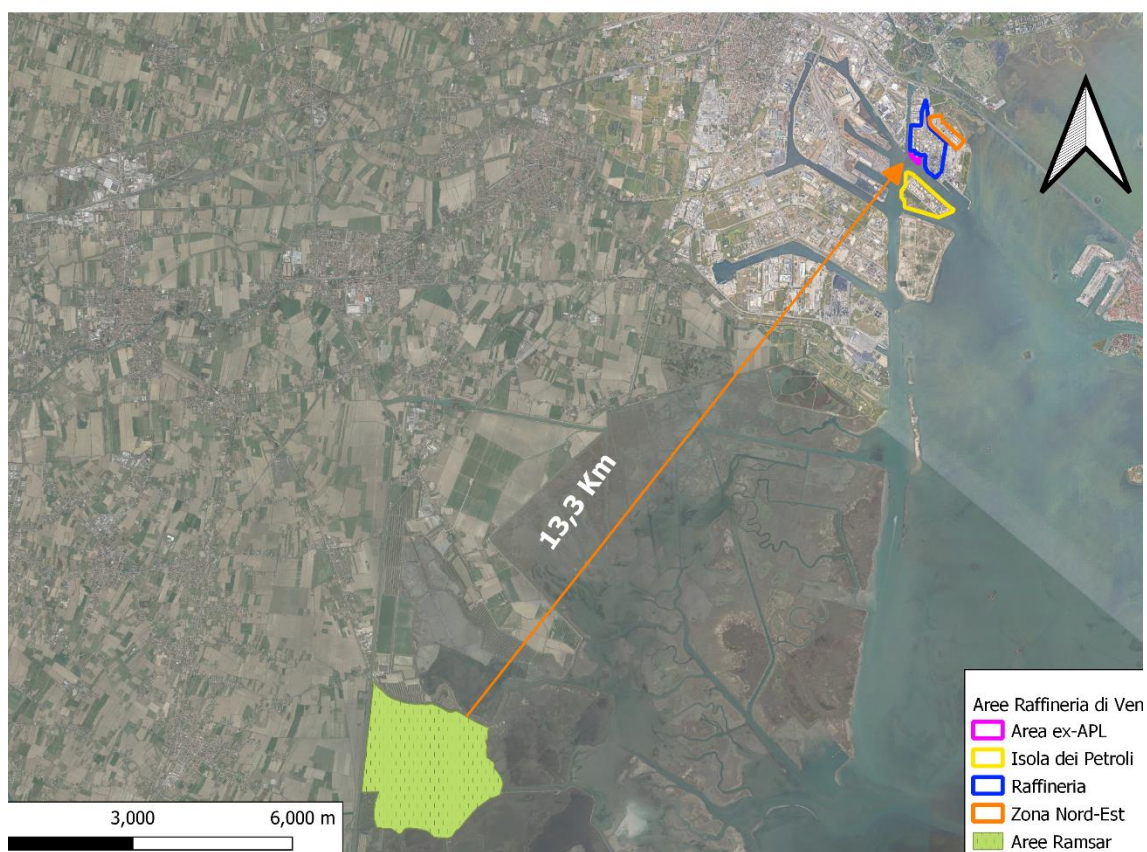 13,3 Km
3,000
6,000 m
Aree Raffineria di Ven
Area ex-APL
Isola dei Petroli
Raffineria
Zona Nord-Est
Aree Ramsar